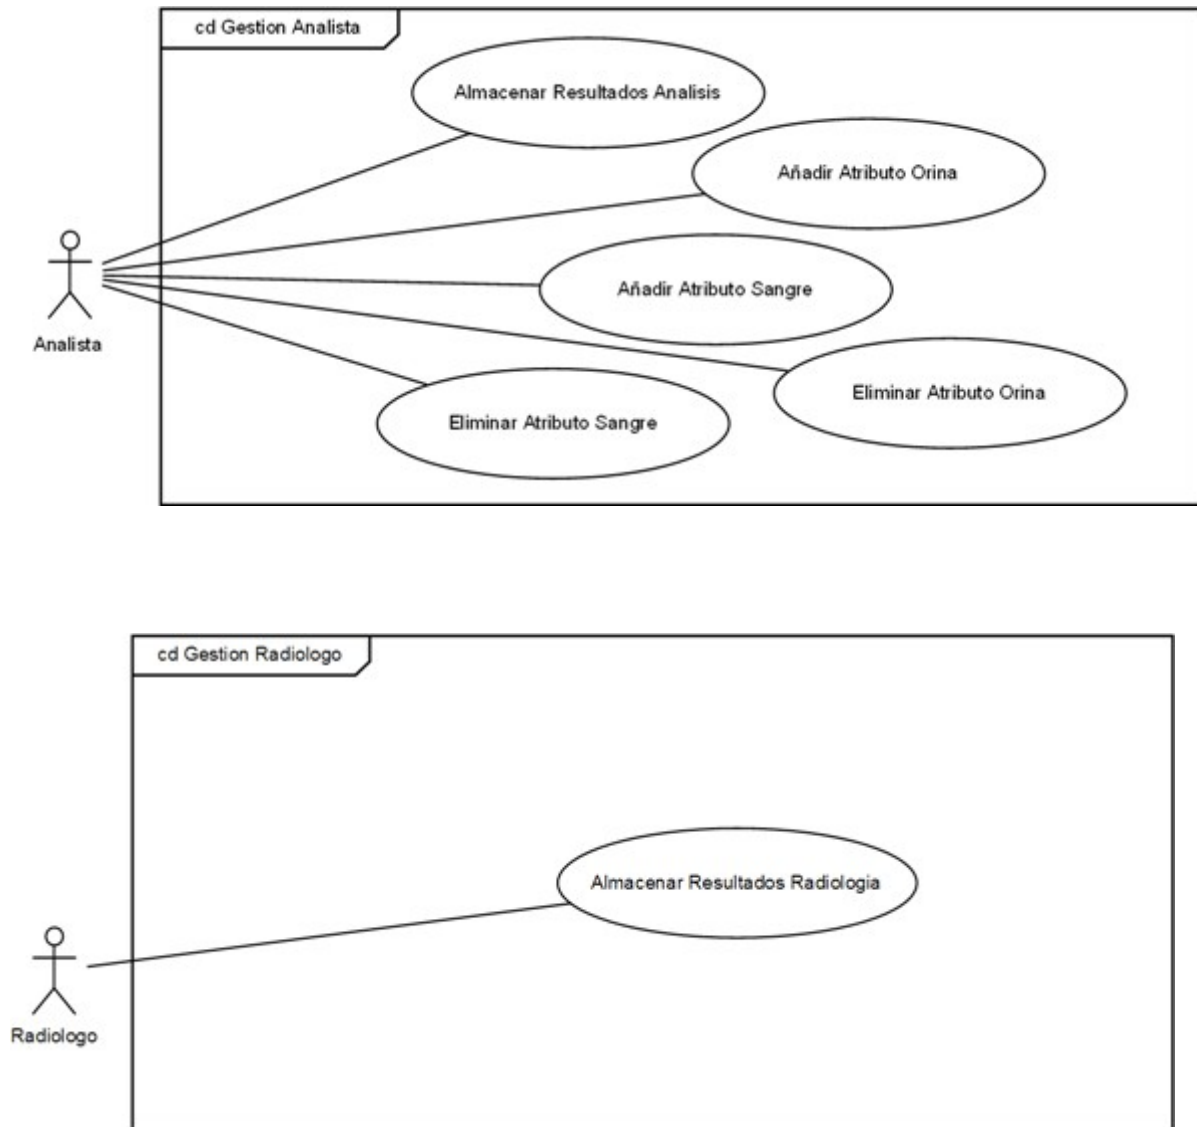 cd Gestion Analista
Almacenar Resultados Analisis
Añadir Atributo Orina
Añadir Atributo Sangre
Analista
Eliminar Atributo Orina
Eliminar Atributo Sangre
cd Gestion Radiologo
Almacenar Resultados Radiologia
Radiologo